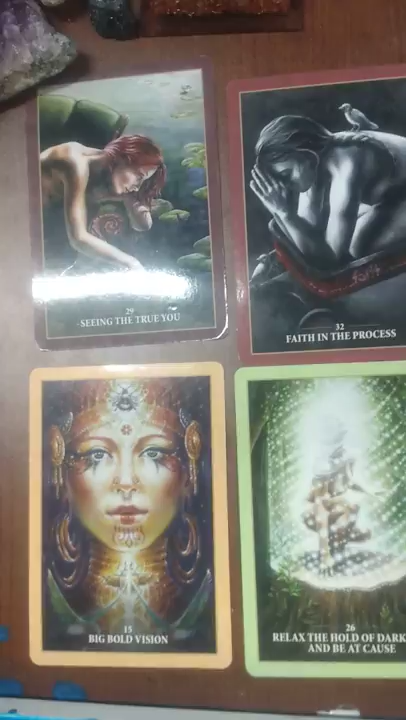 29
SEEING THE TRUE YOU
faith
32
FAITH IN THE PROCESS
15
BIG BOLD VISION
26
RELAX THE HOLD OF DARK
AND BE AT CAUSE